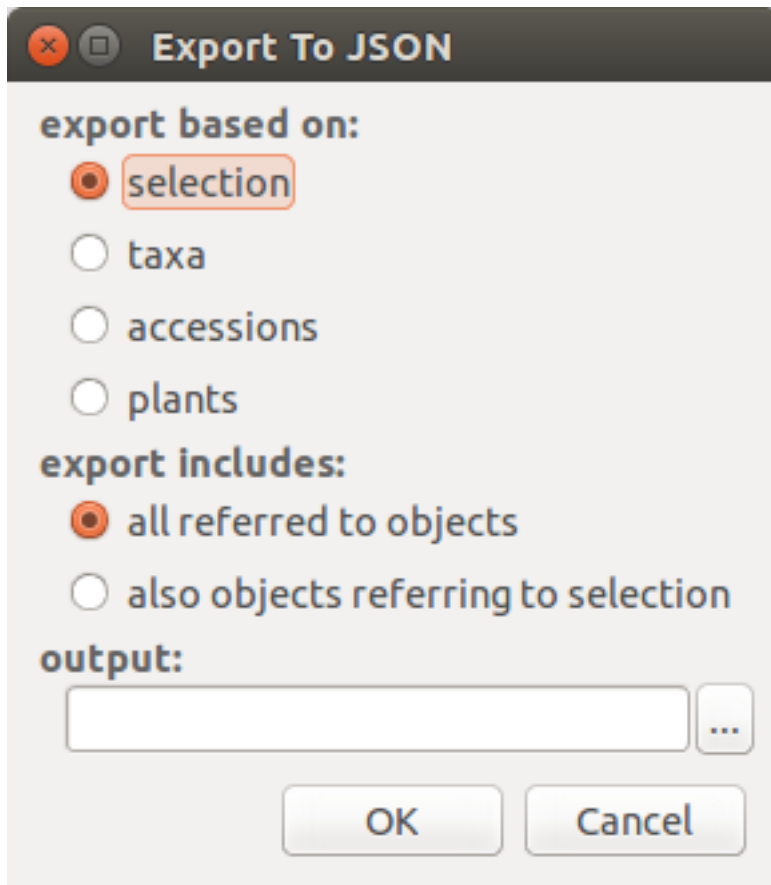 Export To JSON
export based on:
selection
taxa
accessions
plants
export includes:
all referred to objects
also objects referring to selection
output:
...
OK Cancel